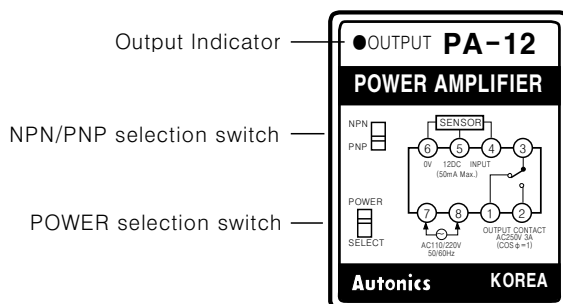 Output Indicator
OUTPUT PA-12
POWER AMPLIFIER
NPN/PNP selection switch
NPN
PNP
SENSOR
6 5 4 3
0V 12DC INPUT
(50mA Max.)
POWER selection switch
POWER
SELECT
7 8 1 2
AC110/220V
50/60Hz
OUTPUT CONTACT
AC250V 3A
(COSφ=1)
Autonics KOREA